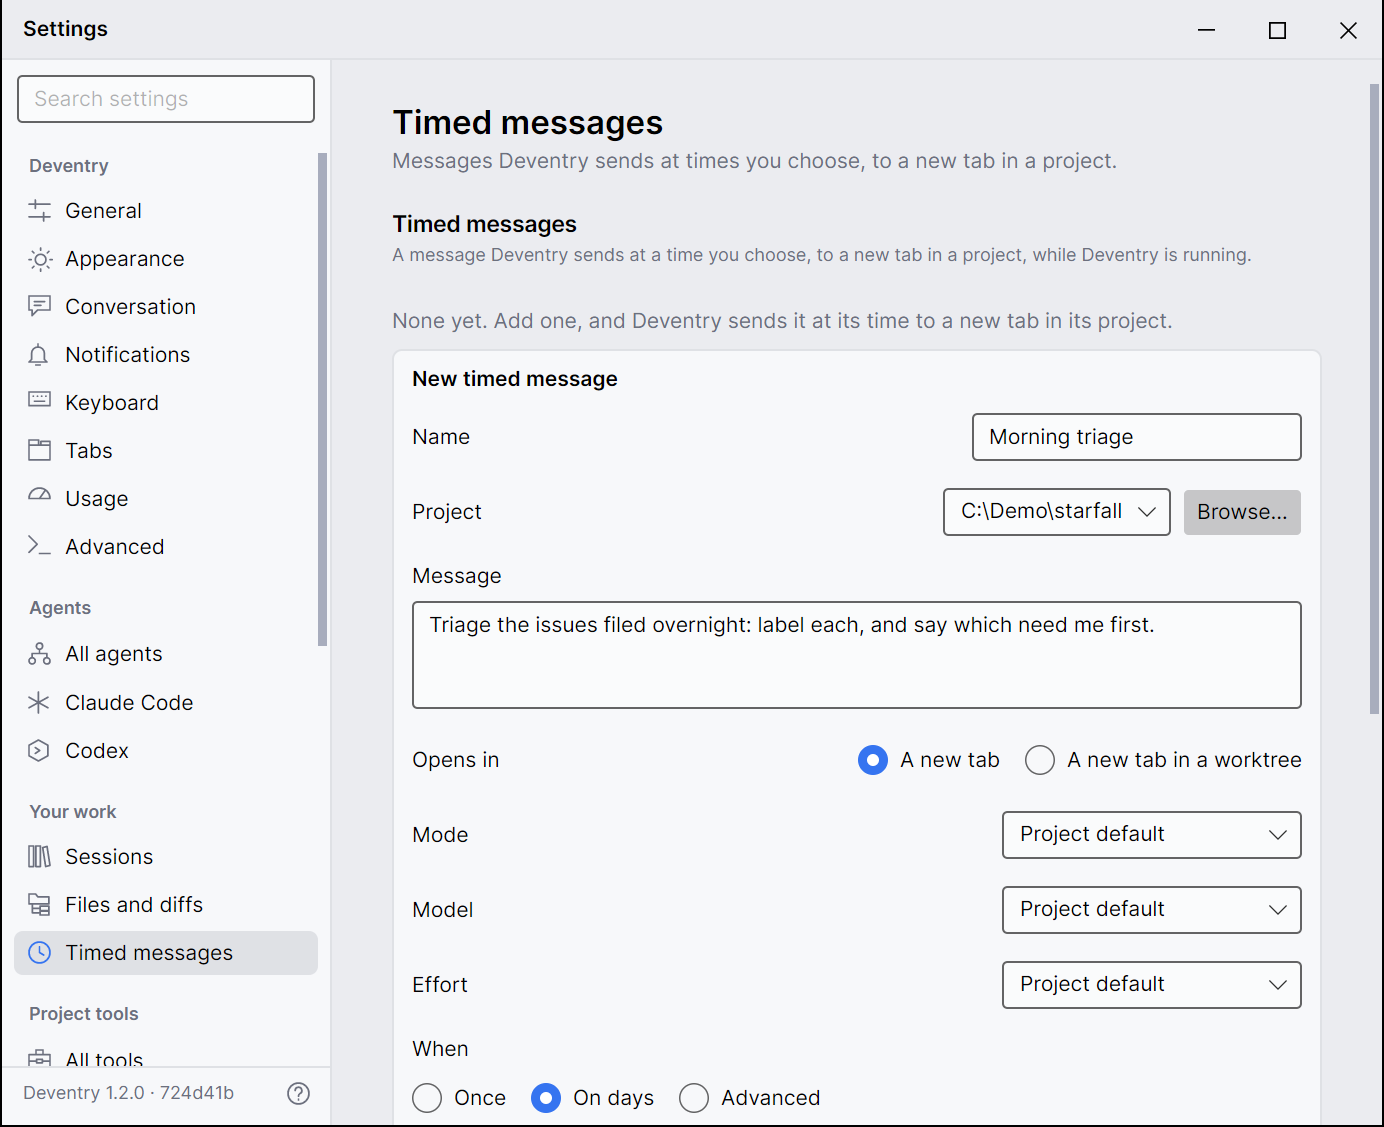 Settings
Search settings
Deventry
General
Appearance
Conversation
Notifications
Keyboard
Tabs
Usage
Advanced
Agents
All agents
Claude Code
Codex
Your work
Sessions
Files and diffs
Timed messages
Project tools
All tools
Deventry 1.2.0 · 724d41b
Timed messages
Messages Deventry sends at times you choose, to a new tab in a project.
Timed messages
A message Deventry sends at a time you choose, to a new tab in a project, while Deventry is running.
None yet. Add one, and Deventry sends it at its time to a new tab in its project.
New timed message
Name
Morning triage
Project
C:\Demo\starfall
Browse...
Message
Triage the issues filed overnight: label each, and say which need me first.
Opens in
A new tab
A new tab in a worktree
Mode
Project default
Model
Project default
Effort
Project default
When
Once
On days
Advanced